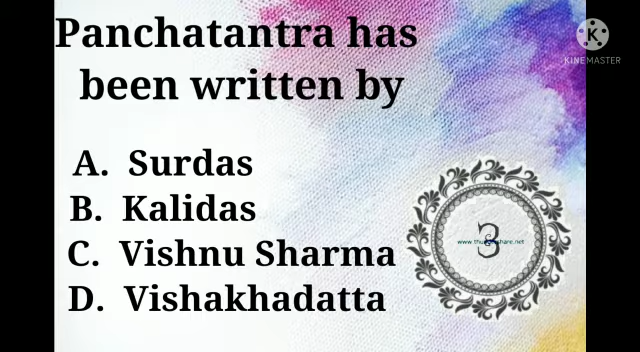 Panchatantra has
been written by
KINEMASTER
A. Surdas
B. Kalidas
C. Vishnu Sharma
D. Vishakhadatta
3